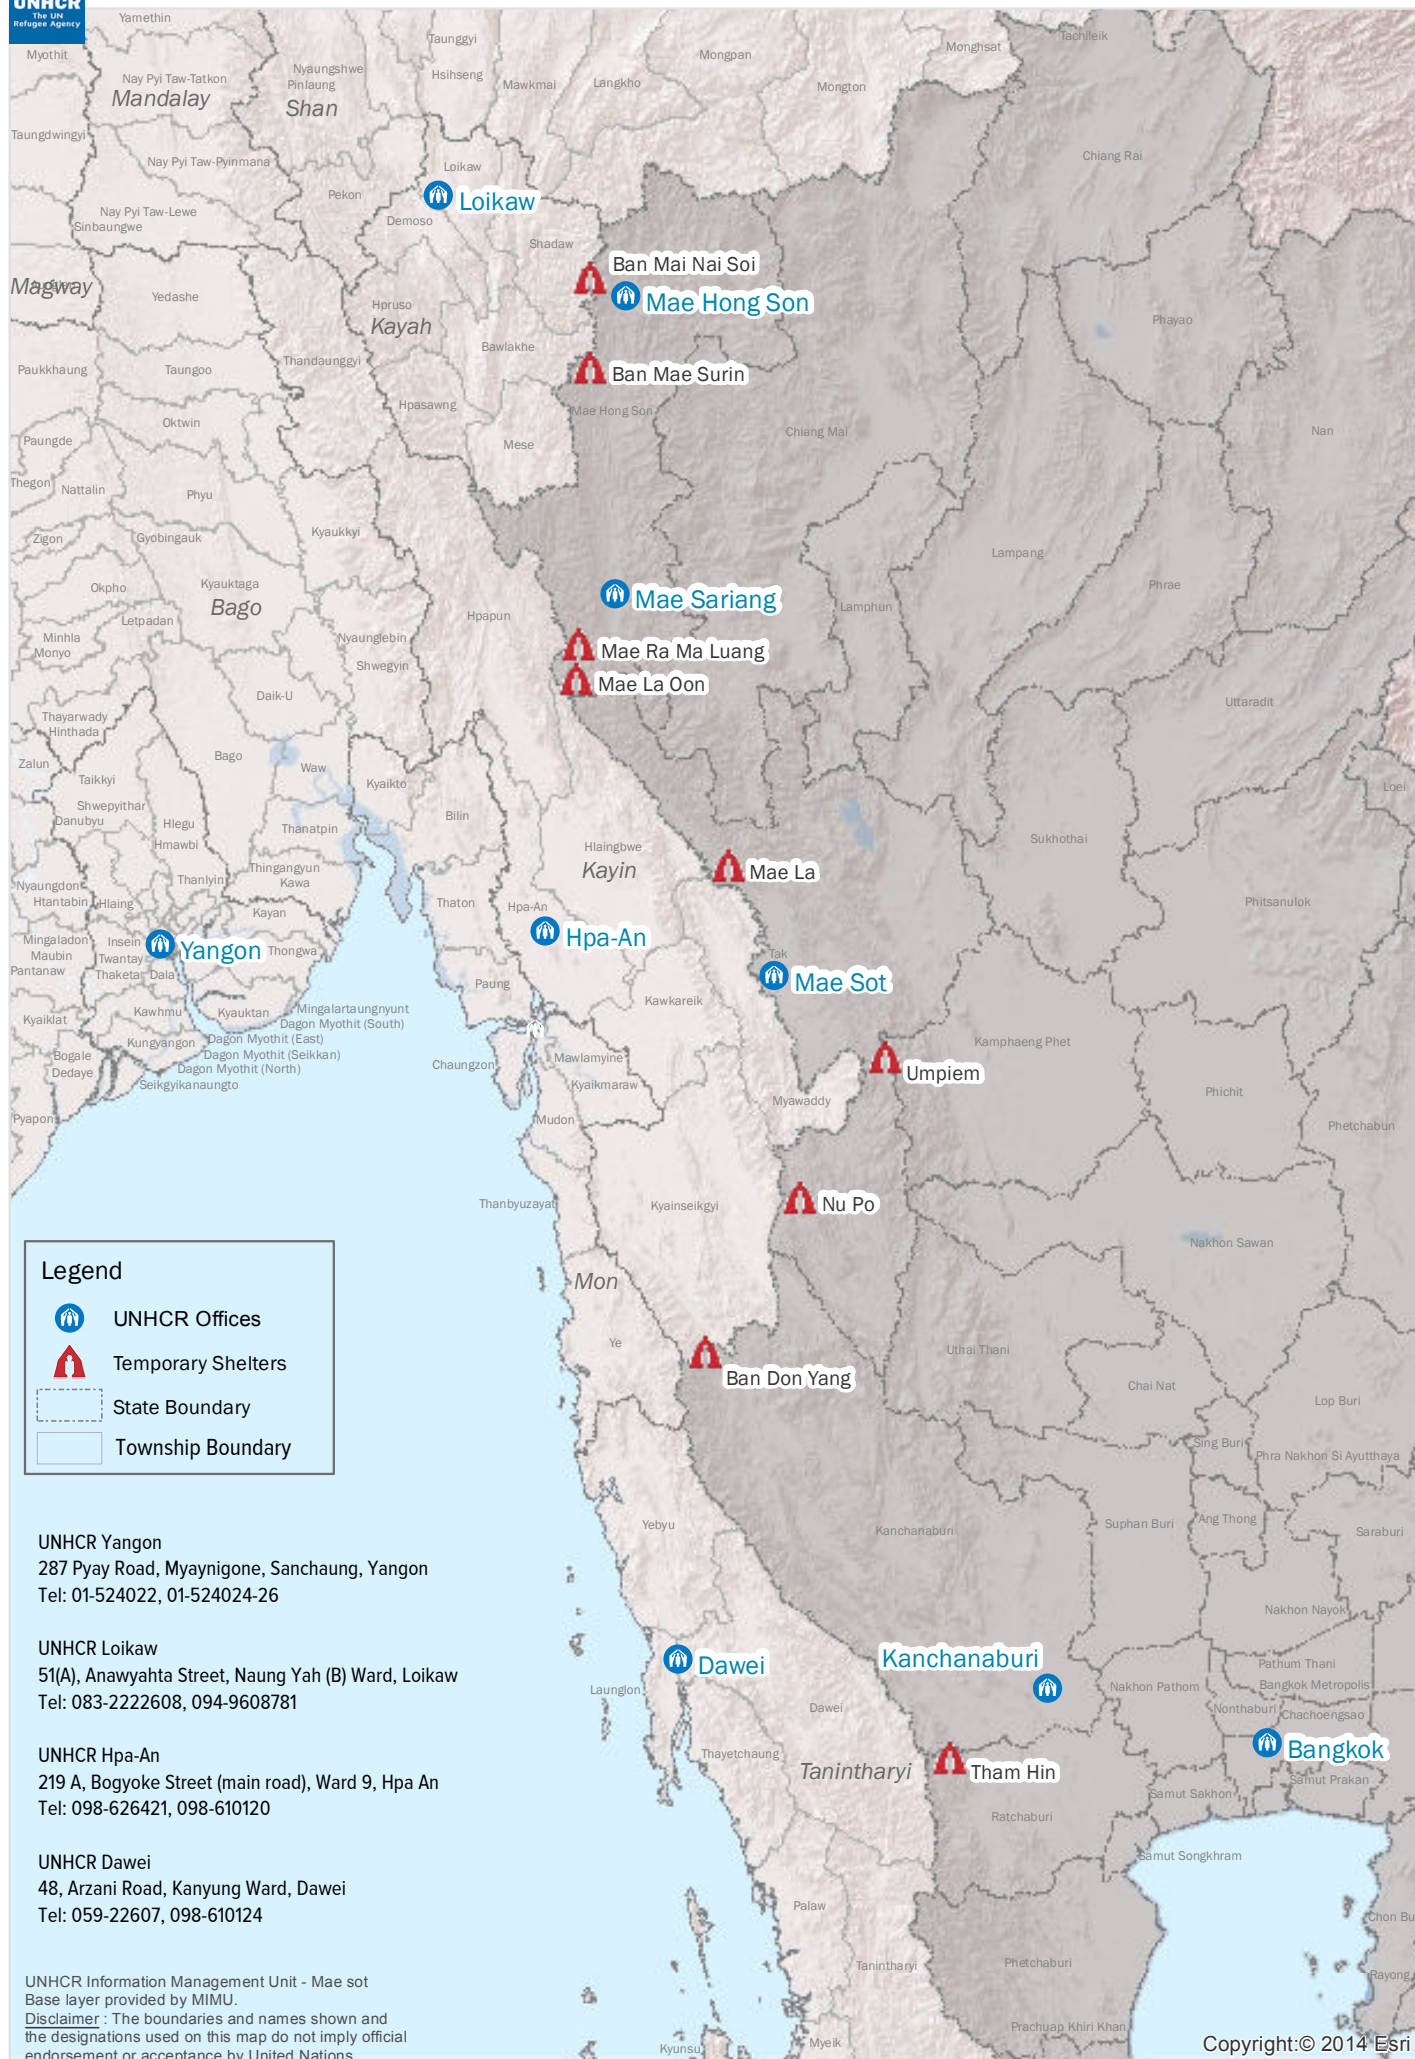 UNHCR
The UN
Refugee Agency
Yamethin
Myothit
Taunggyi
Monghsat
Tachileik
Mongpan
Nyaungshwe
Pinlaung
Hsihseng
Nay Pyi Taw-Tatkon
Mawkmai
Langkho
Mongton
Mandalay
Shan
Taungdwingyi
Nay Pyi Taw-Pyinmana
Loikaw
Chiang Rai
Pekon
Loikaw
Nay Pyi Taw-Lewe
Sinbaungwe
Demoso
Shadaw
Ban Mai Nai Soi
Magway
Yedashe
Mae Hong Son
Hpruso
Kayah
Phayao
Bawlakhe
Paukkhaung
Taungoo
Thandaunggyi
Ban Mae Surin
Hpasawng
Mae Hong Son
Oktwin
Chiang Mai
Nan
Paungde
Mese
Thegon
Nattalin
Phyu
Kyaukkyi
Zigon
Gyobingauk
Lampang
Okpho
Kyauktaga
Phrae
Bago
Mae Sariang
Lamphun
Letpadan
Hpapun
Minhla
Monyo
Nyaunglebin
Shwegyin
Mae Ra Ma Luang
Mae La Oon
Daik-U
Uttaradit
Thayarwady
Hinthada
Bago
Zalun
Waw
Taikkyi
Kyaikto
Loei
Shwepyithar
Danubyu
Hlegu
Thanatpin
Bilin
Sukhothai
Hmawbi
Hlaingbwe
Kayin
Thingangyun
Kawa
Mae La
Thanlyin
Nyaungdon
Htantabin
Hlaing
Kayan
Thaton
Hpa-An
Phitsanulok
Hpa-An
Mingaladon
Maubin
Pantanaw
Insein
Twantay
Thaketa
Dala
Yangon
Thongwa
Tak
Mae Sot
Paung
Kawkareik
Kyaiklat
Kawhmu
Kyauktan
Mingalartaungnyunt
Dagon Myothit (South)
Kungyangon
Dagon Myothit (East)
Dagon Myothit (Seikkan)
Dagon Myothit (North)
Seikgyikanaungto
Bogale
Dedaye
Chaungzon
Mawlamyine
Kyaikmaraw
Kamphaeng Phet
Umpiem
Myawaddy
Phichit
Pyapon
Mudon
Phetchabun
Thanbyuzayat
Kyainseikgyi
Nu Po
Nakhon Sawan
Mon
Legend
UNHCR Offices
Temporary Shelters
State Boundary
Township Boundary
Ye
Uthai Thani
Ban Don Yang
Chai Nat
Lop Buri
Sing Buri
Phra Nakhon Si Ayutthaya
Yebyu
Kanchanaburi
Suphan Buri
Ang Thong
Saraburi
Nakhon Nayok
UNHCR Yangon
287 Pyay Road, Myaynigone, Sanchaung, Yangon
Tel: 01-524022, 01-524024-26
UNHCR Loikaw
51(A), Anawyahta Street, Naung Yah (B) Ward, Loikaw
Tel: 083-2222608, 094-9608781
UNHCR Hpa-An
219 A, Bogyoke Street (main road), Ward 9, Hpa An
Tel: 098-626421, 098-610120
UNHCR Dawei
48, Arzani Road, Kanyung Ward, Dawei
Tel: 059-22607, 098-610124
Dawei
Kanchanaburi
Pathum Thani
Launglon
Nakhon Pathom
Bangkok Metropolis
Dawei
Nonthaburi
Chachoengsao
Thayetchaung
Bangkok
Tanintharyi
Tham Hin
Samut Prakan
Samut Sakhon
Ratchaburi
Samut Songkhram
Palaw
Chon Bu
Tanintharyi
Phetchaburi
Rayong
Prachuap Khiri Khan
Myeik
Kyunsu
UNHCR Information Management Unit - Mae sot
Base layer provided by MIMU.
Disclaimer : The boundaries and names shown and
the designations used on this map do not imply official
endorsement or acceptance by United Nations
Copyright:© 2014 Esri